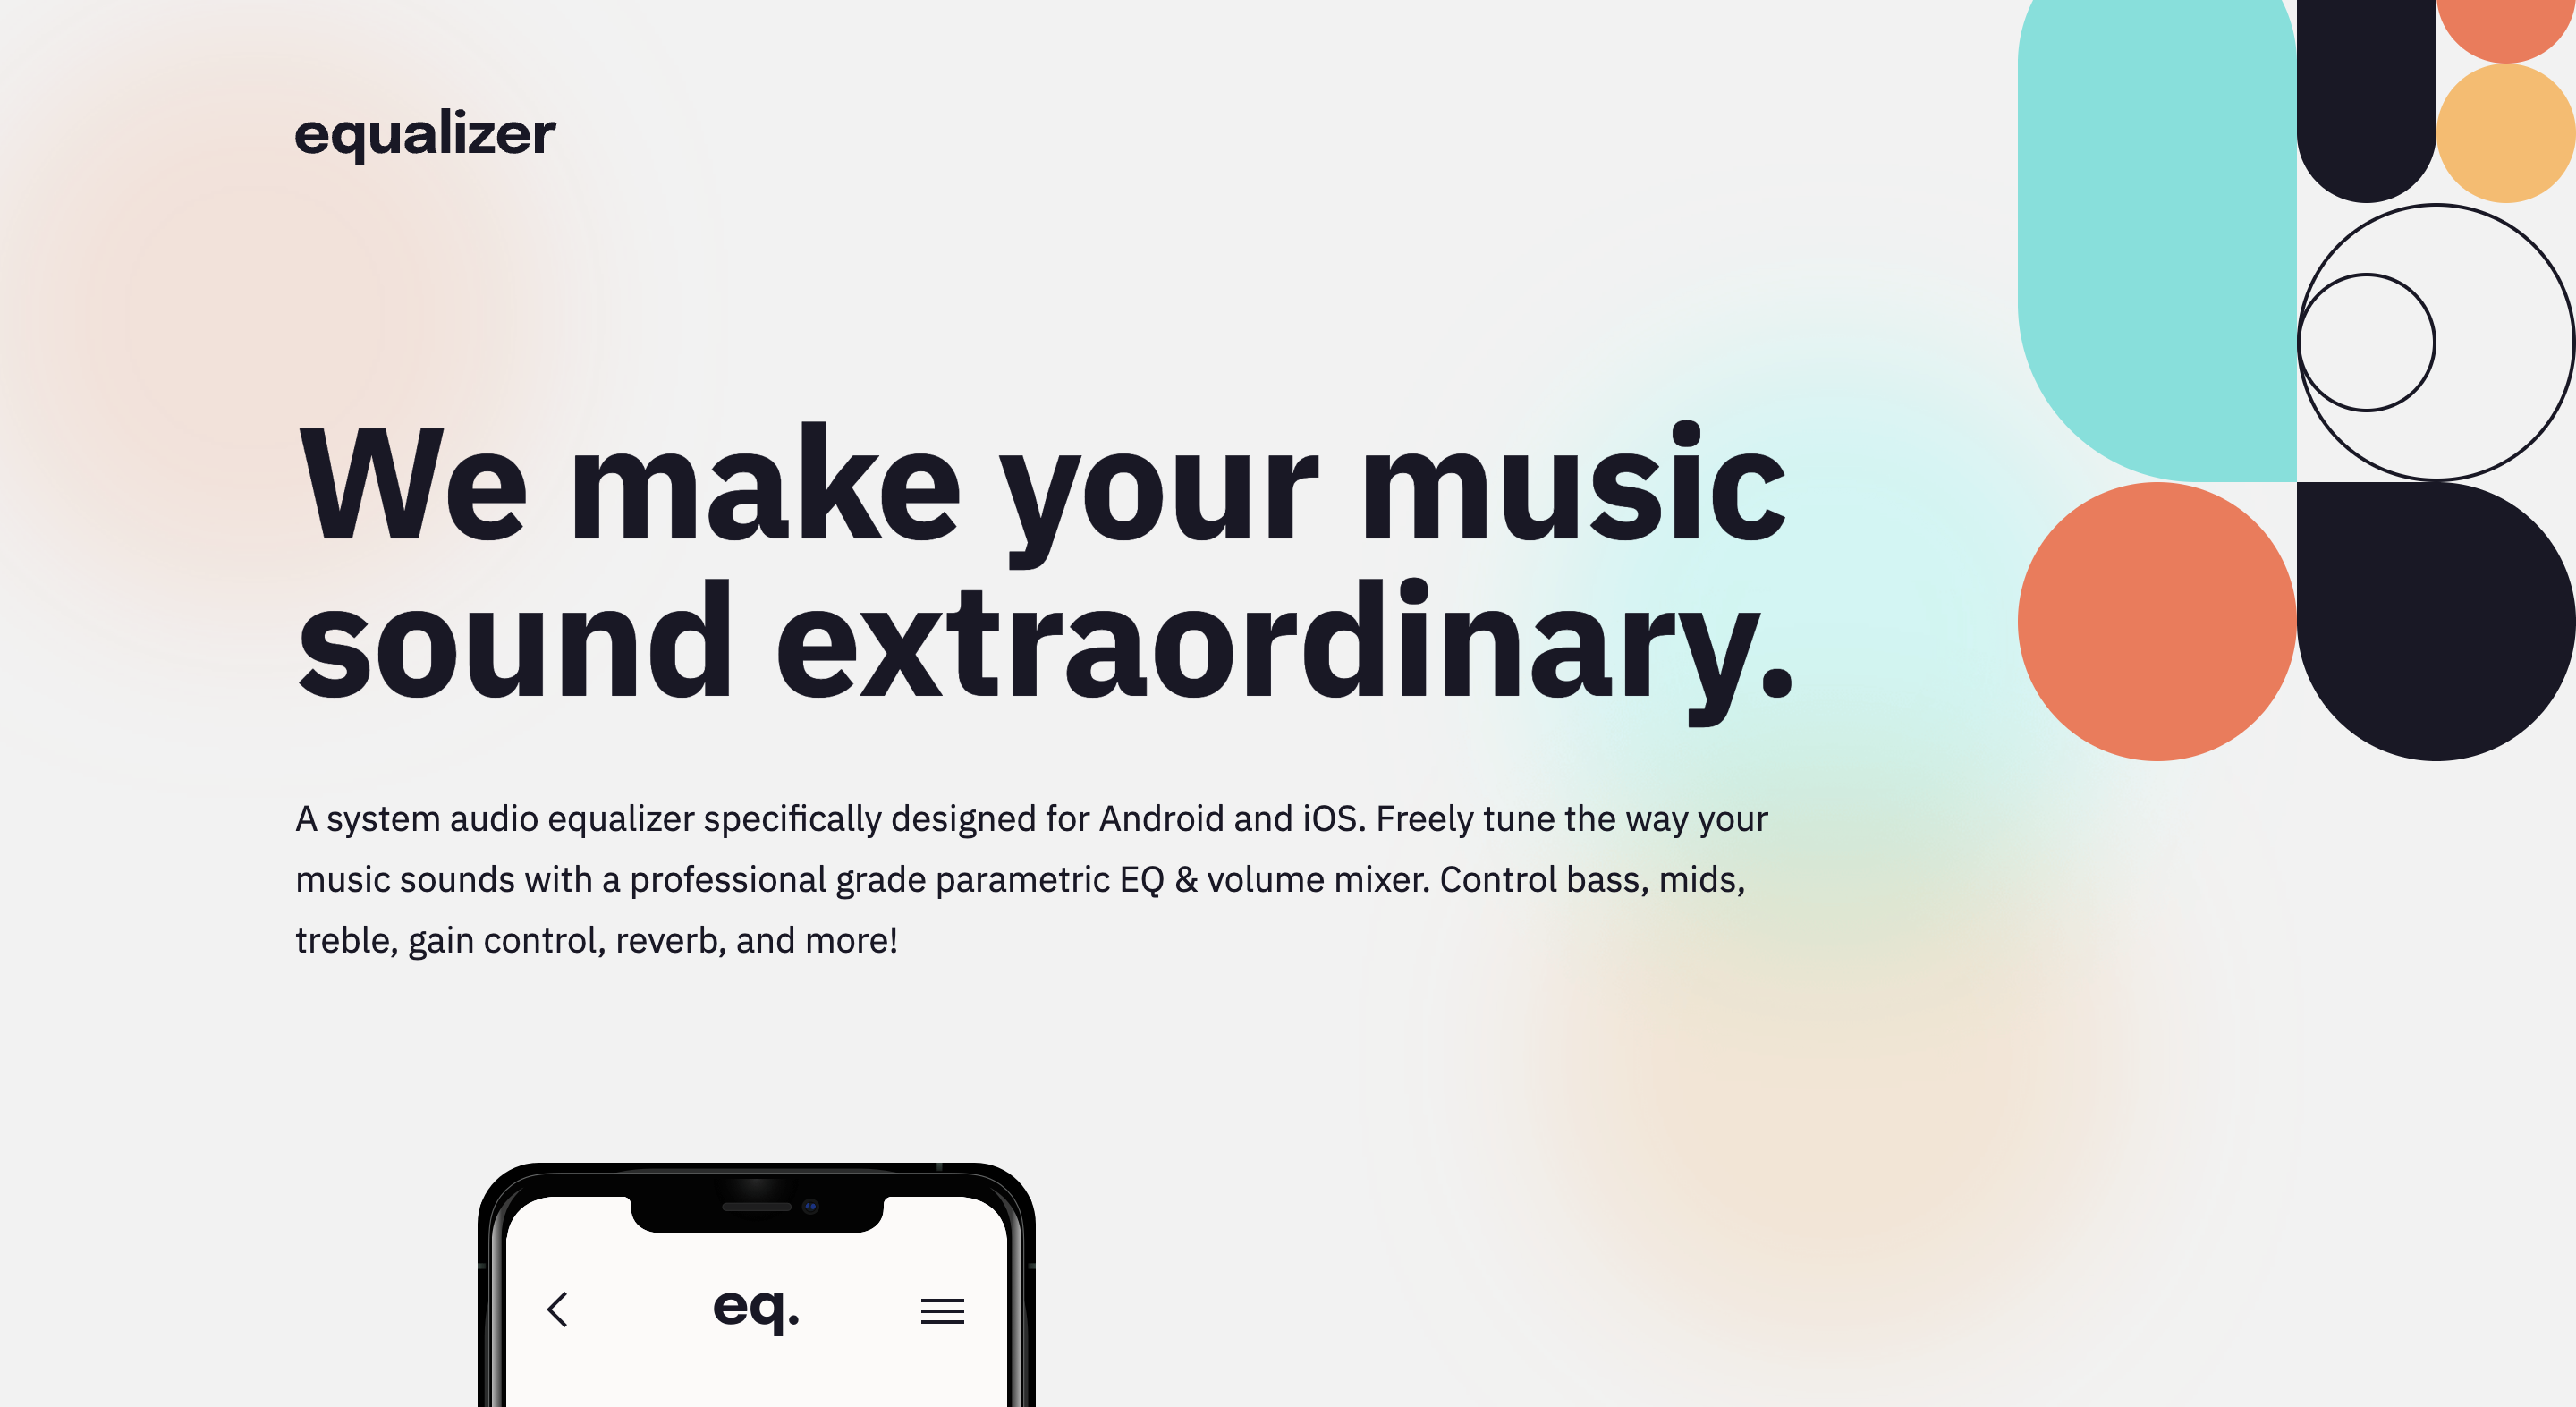 equalizer
We make your music
sound extraordinary.
A system audio equalizer specifically designed for Android and iOS. Freely tune the way your
music sounds with a professional grade parametric EQ & volume mixer. Control bass, mids,
treble, gain control, reverb, and more!
eq.